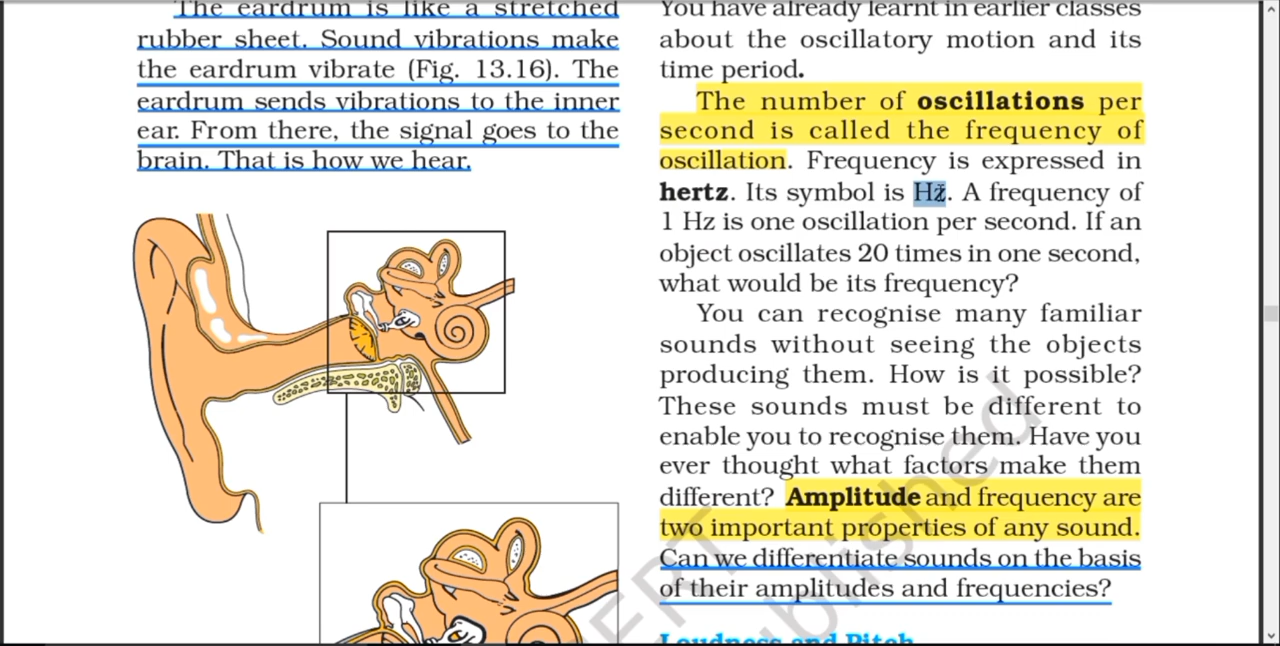 The eardrum is like a stretched
rubber sheet. Sound vibrations make
the eardrum vibrate (Fig. 13.16). The
eardrum sends vibrations to the inner
ear. From there, the signal goes to the
brain. That is how we hear.
You have already learnt in earlier classes
about the oscillatory motion and its
time period.
The number of oscillations per
second is called the frequency of
oscillation. Frequency is expressed in
hertz. Its symbol is Hz. A frequency of
1 Hz is one oscillation per second. If an
object oscillates 20 times in one second,
what would be its frequency?
You can recognise many familiar
sounds without seeing the objects
producing them. How is it possible?
These sounds must be different to
enable you to recognise them. Have you
ever thought what factors make them
different? Amplitude and frequency are
two important properties of any sound.
Can we differentiate sounds on the basis
of their amplitudes and frequencies?
Loudness and Pitch